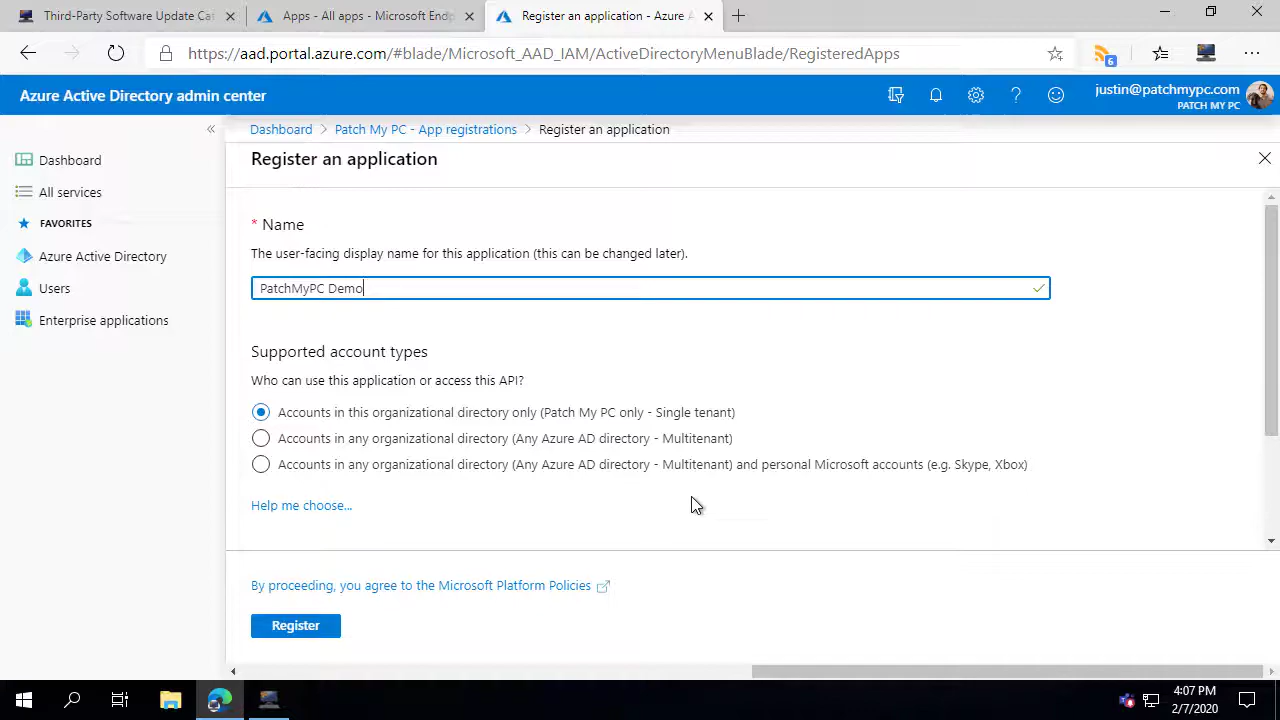 Third-Party Software Update Cat
Apps - All apps - Microsoft Endp
Register an application - Azure A
https://aad.portal.azure.com/#blade/Microsoft_AAD_IAM/ActiveDirectoryMenuBlade/RegisteredApps
6
Azure Active Directory admin center
justin@patchmypc.com
PATCH MY PC
Dashboard
All services
FAVORITES
Azure Active Directory
Users
Enterprise applications
Dashboard > Patch My PC - App registrations > Register an application
Register an application
* Name
The user-facing display name for this application (this can be changed later).
PatchMyPC Demo
Supported account types
Who can use this application or access this API?
Accounts in this organizational directory only (Patch My PC only - Single tenant)
Accounts in any organizational directory (Any Azure AD directory - Multitenant)
Accounts in any organizational directory (Any Azure AD directory - Multitenant) and personal Microsoft accounts (e.g. Skype, Xbox)
Help me choose...
By proceeding, you agree to the Microsoft Platform Policies
Register
4:07 PM
2/7/2020